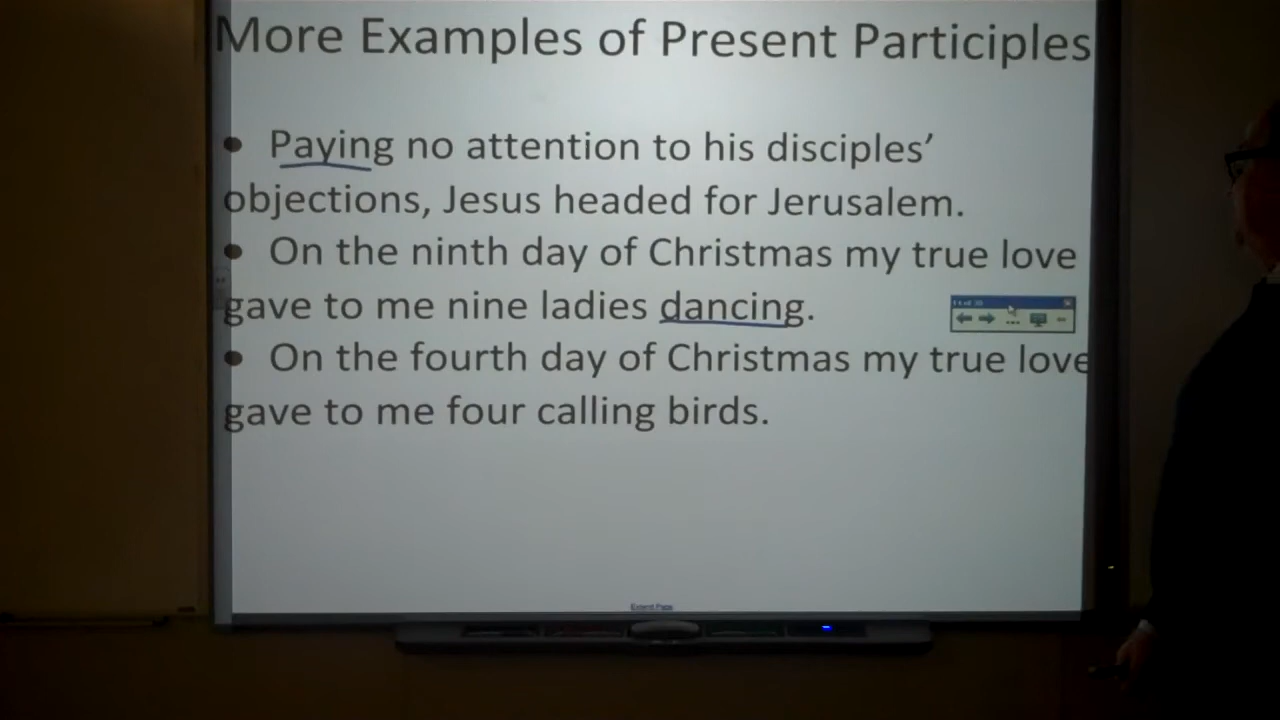 More Examples of Present Participles
• Paying no attention to his disciples’
objections, Jesus headed for Jerusalem.
• On the ninth day of Christmas my true love
gave to me nine ladies dancing.
• On the fourth day of Christmas my true love
gave to me four calling birds.
Extend Page